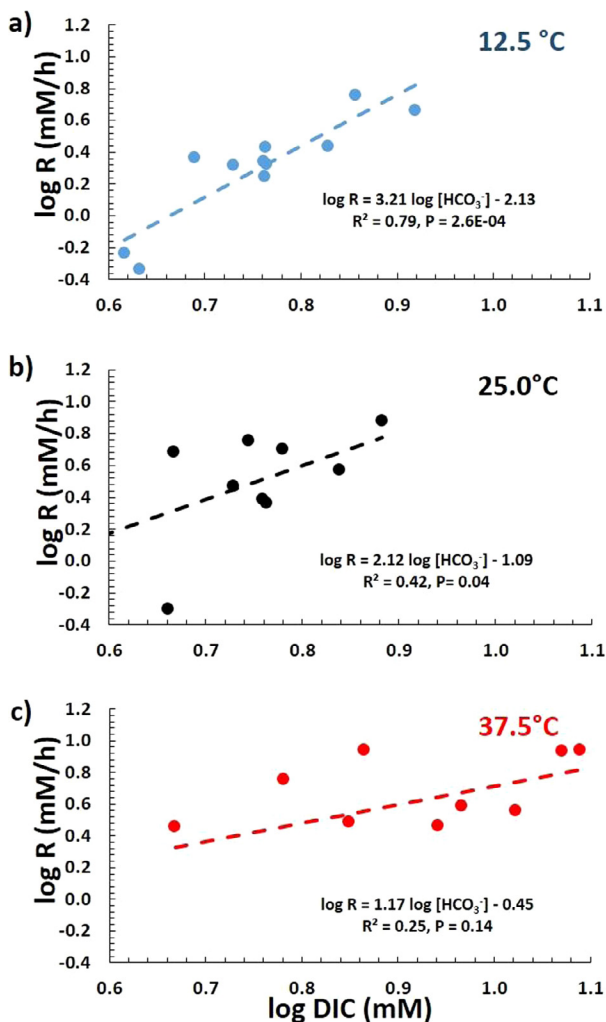 a)
12.5 °C
log R (mM/h)
1.2
1.0
0.8
0.6
0.4
0.2
0.0
-0.2
-0.4
log R = 3.21 log [HCO₃⁻] - 2.13
R² = 0.79, P = 2.6E-04
0.6 0.7 0.8 0.9 1.0 1.1
b)
25.0°C
log R (mM/h)
1.2
1.0
0.8
0.6
0.4
0.2
0.0
-0.2
-0.4
log R = 2.12 log [HCO₃⁻] - 1.09
R² = 0.42, P= 0.04
0.6 0.7 0.8 0.9 1.0 1.1
c)
37.5°C
log R (mM/h)
1.2
1.0
0.8
0.6
0.4
0.2
0.0
-0.2
-0.4
log R = 1.17 log [HCO₃⁻] - 0.45
R² = 0.25, P = 0.14
0.6 0.7 0.8 0.9 1.0 1.1
log DIC (mM)